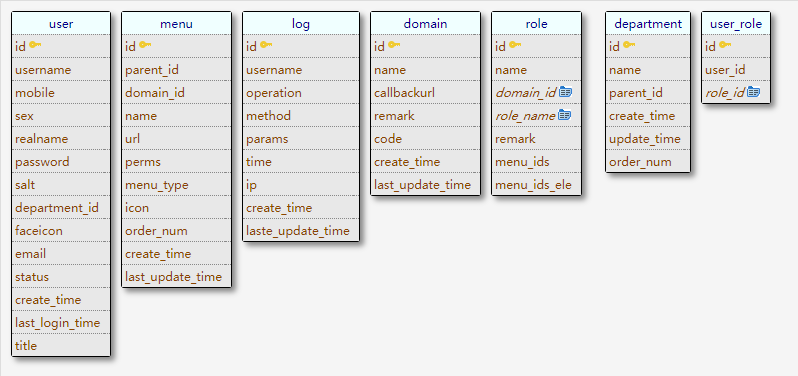 user
id
username
mobile
sex
realname
password
salt
department_id
faceicon
email
status
create_time
last_login_time
title
menu
id
parent_id
domain_id
name
url
perms
menu_type
icon
order_num
create_time
last_update_time
log
id
username
operation
method
params
time
ip
create_time
laste_update_time
domain
id
name
callbackurl
remark
code
create_time
last_update_time
role
id
name
domain_id
role_name
remark
menu_ids
menu_ids_ele
department
id
name
parent_id
create_time
update_time
order_num
user_role
id
user_id
role_id